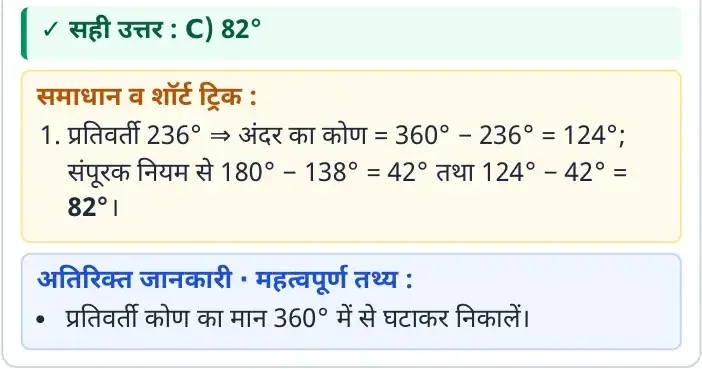 ✓ सही उत्तर : C) 82°
समाधान व शॉर्ट ट्रिक :
1. प्रतिवर्ती 236° ⇒ अंदर का कोण = 360° − 236° = 124°;
संपूरक नियम से 180° − 138° = 42° तथा 124° − 42° =
82°।
अतिरिक्त जानकारी · महत्वपूर्ण तथ्य :
• प्रतिवर्ती कोण का मान 360° में से घटाकर निकालें।